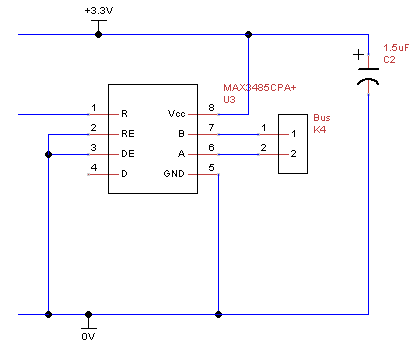 +3.3V
1.5uF
C2
MAX3485CPA+
U3
1 R Vcc 8
2 RE B 7
3 DE A 6
4 D GND 5
Bus
K4
1 1
2 2
0V